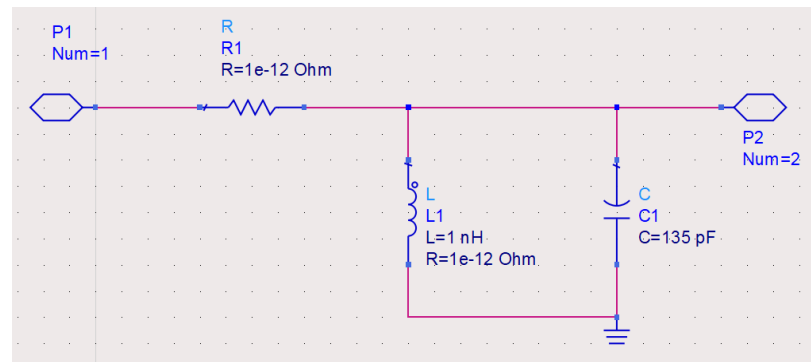 P1
Num=1
R
R1
R=1e-12 Ohm
P2
Num=2
L
L1
L=1 nH
R=1e-12 Ohm
C
C1
C=135 pF